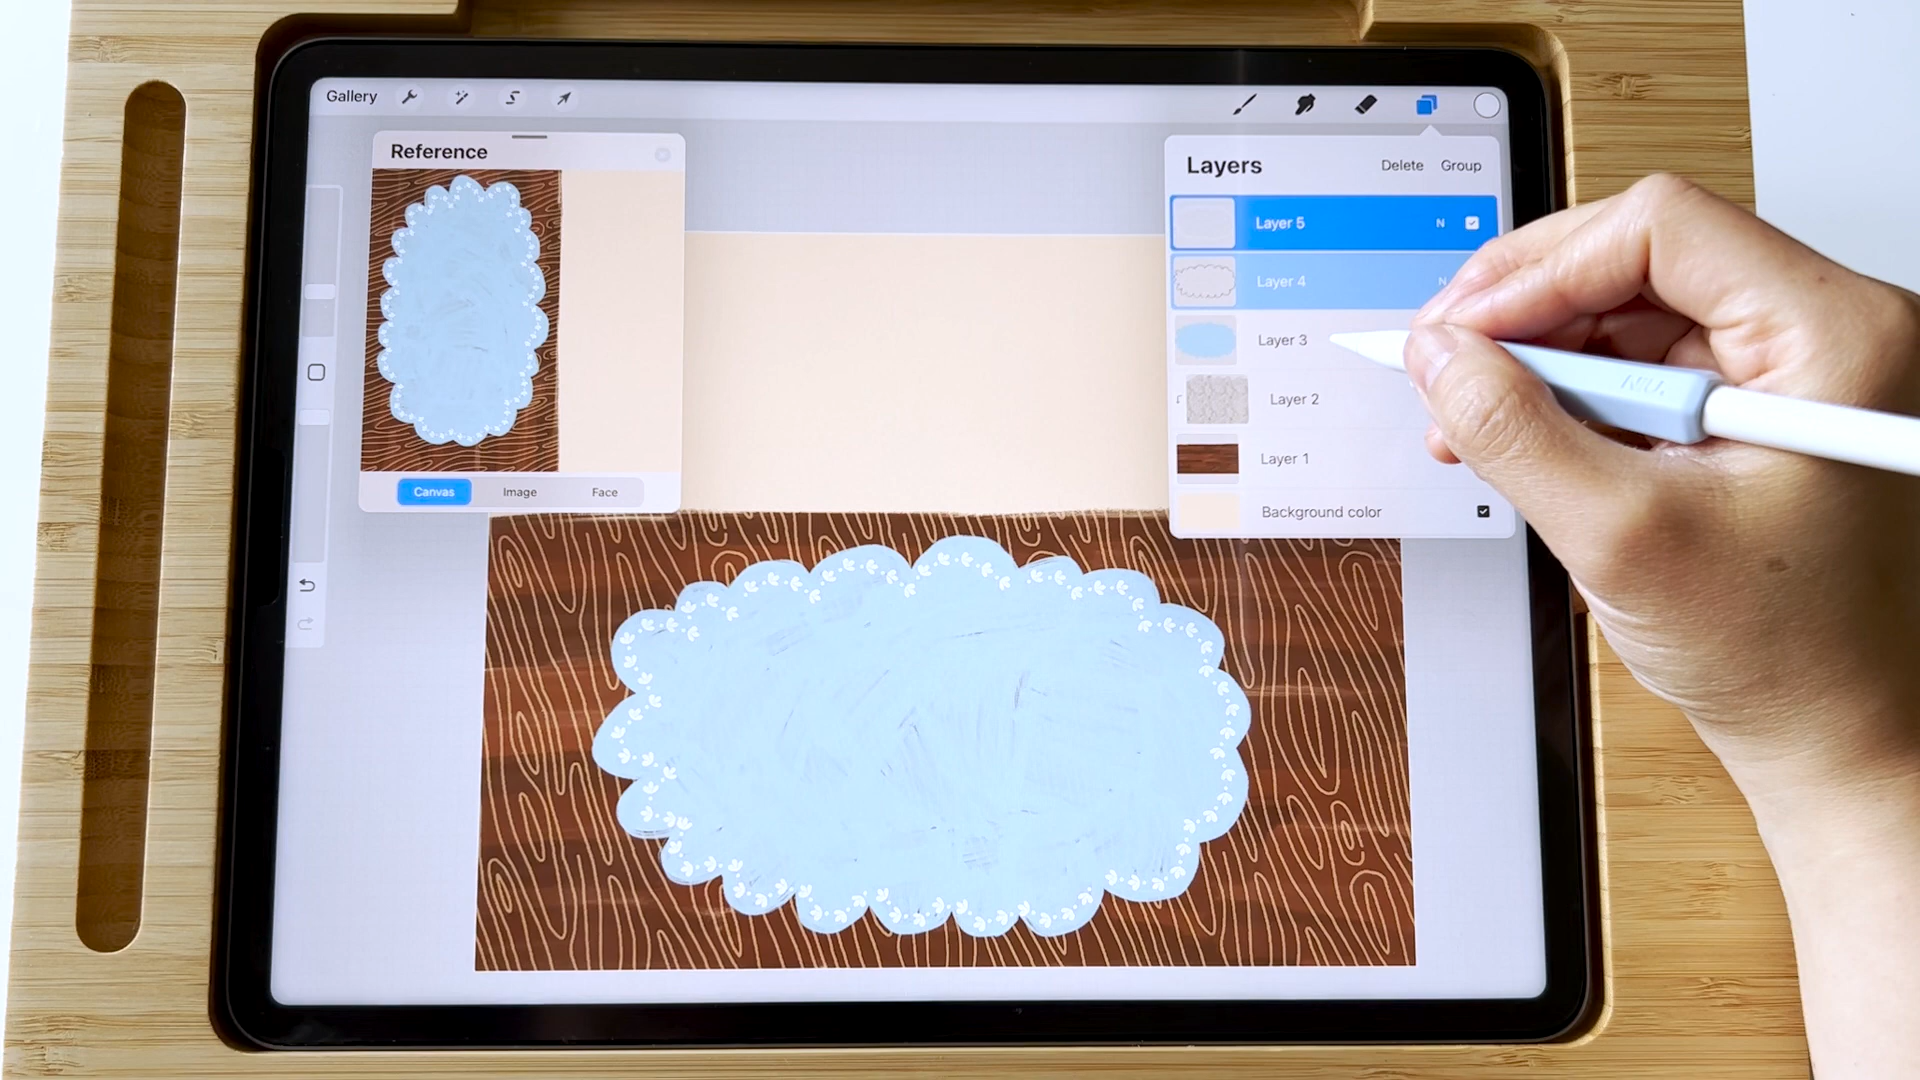 Gallery
Reference
Canvas Image Face
Layers Delete Group
Layer 5 N
Layer 4 N
Layer 3
Layer 2
Layer 1
Background color